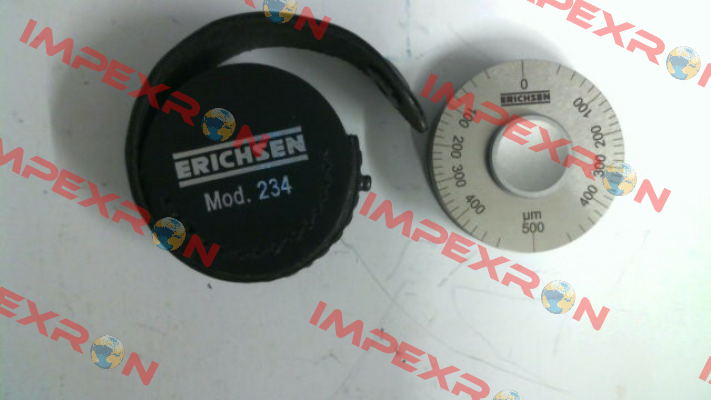 ERICHSEN
Mod. 234
0
ERICHSEN
100 100
200 200
300 300
400 400
µm
500
IMPEXRON
IMPEXRON
IMPEXRON
IMPEXRON
IMPEXRON
IMPEXRON
IMPEXRON
IMPEXRON